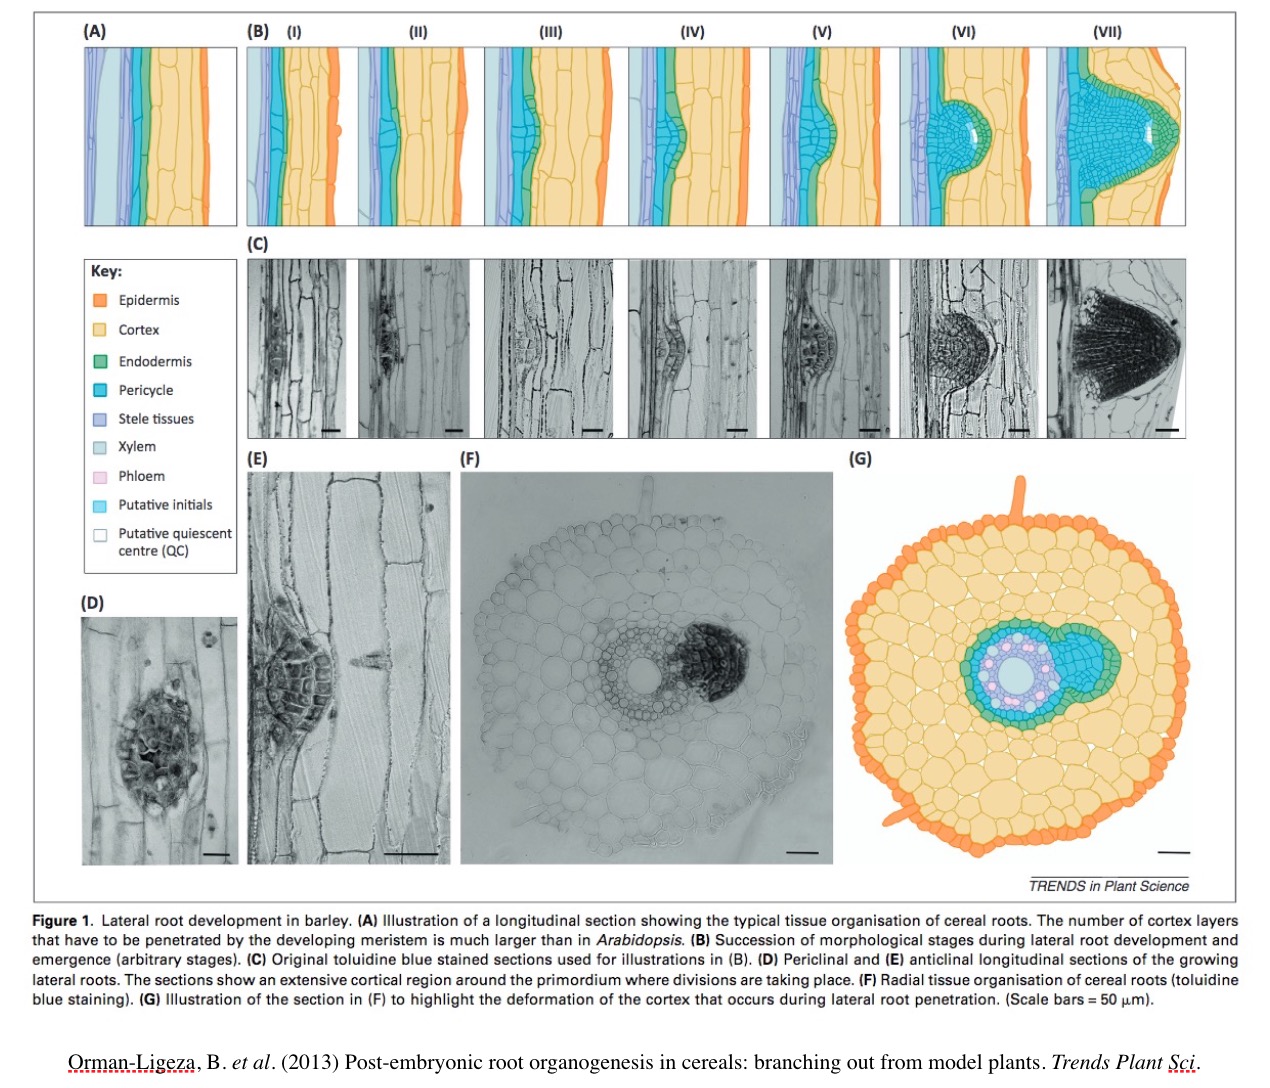 (A)
(B) (I) (II) (III) (IV) (V) (VI) (VII)
(C)
Key:
Epidermis
Cortex
Endodermis
Pericycle
Stele tissues
Xylem
Phloem
Putative initials
Putative quiescent
centre (QC)
(D)
(E)
(F)
(G)
TRENDS in Plant Science
Figure 1. Lateral root development in barley. (A) Illustration of a longitudinal section showing the typical tissue organisation of cereal roots. The number of cortex layers
that have to be penetrated by the developing meristem is much larger than in Arabidopsis. (B) Succession of morphological stages during lateral root development and
emergence (arbitrary stages). (C) Original toluidine blue stained sections used for illustrations in (B). (D) Periclinal and (E) anticlinal longitudinal sections of the growing
lateral roots. The sections show an extensive cortical region around the primordium where divisions are taking place. (F) Radial tissue organisation of cereal roots (toluidine
blue staining). (G) Illustration of the section in (F) to highlight the deformation of the cortex that occurs during lateral root penetration. (Scale bars = 50 μm).
Orman-Ligeza, B. et al. (2013) Post-embryonic root organogenesis in cereals: branching out from model plants. Trends Plant Sci.